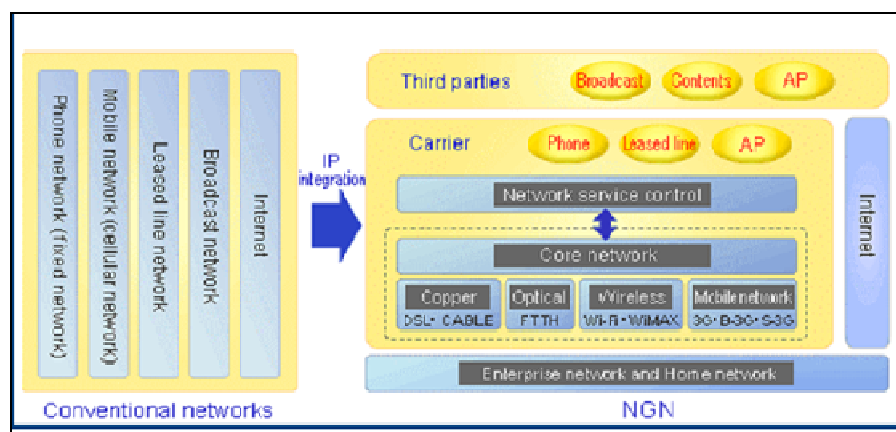 Phone network (fixed network)
Mobile network (cellular network)
Leased line network
Broadcast network
Internet
Conventional networks
IP
integration
Third parties
Broadcast
Contents
AP
Carrier
Phone
Leased line
AP
Network service control
Core network
Copper
DSL・CABLE
Optical
FTTH
Wireless
Wi-Fi・WiMAX
Mobile network
3G・B-3G・S-3G
Internet
Enterprise network and Home network
NGN